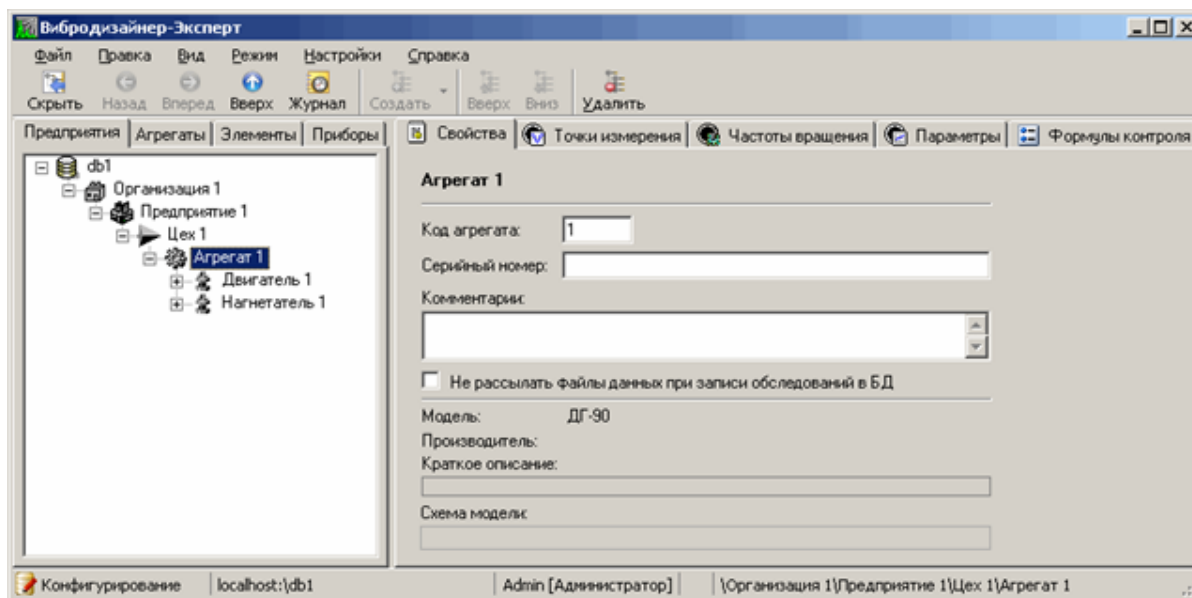 Вибродизайнер-Эксперт
Файл Правка Вид Режим Настройки Справка
Скрыть Назад Вперед Вверх Журнал Создать Вверх Вниз Удалить
Предприятия Агрегаты Элементы Приборы
Свойства Точки измерения Частоты вращения Параметры Формулы контроля
db1
Организация 1
Предприятие 1
Цех 1
Агрегат 1
Двигатель 1
Нагнетатель 1
Агрегат 1
Код агрегата: 1
Серийный номер:
Комментарии:
Не рассылать файлы данных при записи обследований в БД
Модель: ДГ-90
Производитель:
Краткое описание:
Схема модели:
Конфигурирование localhost:\db1 Admin [Администратор] \Организация 1\Предприятие 1\Цех 1\Агрегат 1